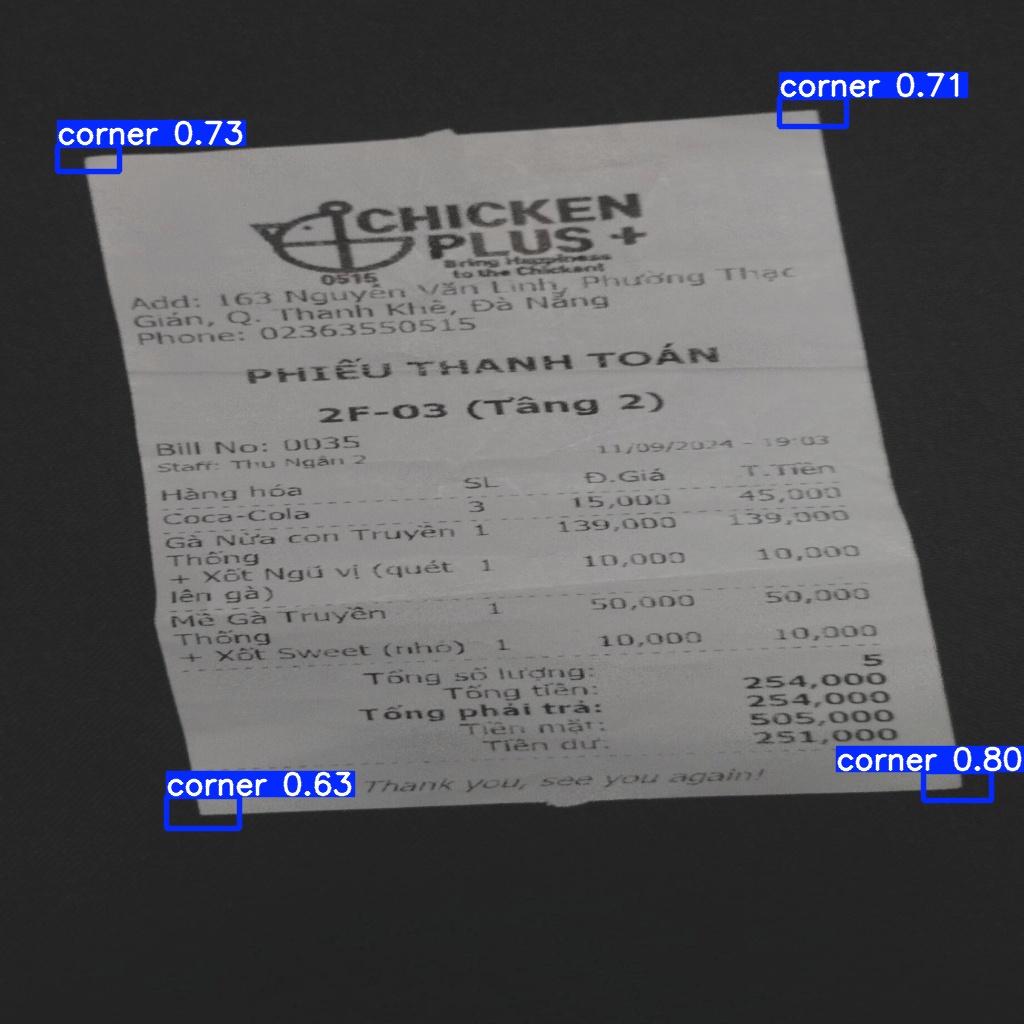 corner 0.71
corner 0.73
CHICKEN
PLUS +
Bring Happiness
to the Chickent
0515
Add: 163 Nguyễn Văn Linh, Phường Thạc
Gián, Q. Thanh Khê, Đà Nẵng
Phone: 02363550515
PHIẾU THANH TOÁN
2F-03 (Tầng 2)
Bill No: 0035 11/09/2024 - 19:03
Staff: Thu Ngân 2
Hàng hóa SL Đ.Giá T.Tiền
Coca-Cola 3 15,000 45,000
Gà Nửa con Truyền 1 139,000 139,000
Thống
+ Xốt Ngũ vị (quét 1 10,000 10,000
lên gà)
Mề Gà Truyền 1 50,000 50,000
Thống
+ Xốt Sweet (nhỏ) 1 10,000 10,000
Tổng số lượng: 5
Tổng tiền: 254,000
Tổng phải trả: 254,000
Tiền mặt: 505,000
Tiền dư: 251,000
corner 0.80
corner 0.63
Thank you, see you again!